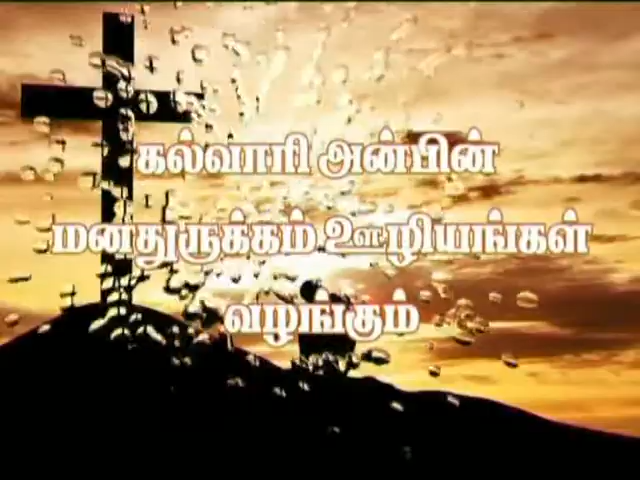 கல்வாரி அன்பின்
மனதுருக்கம் ஊழியங்கள்
வழங்கும்